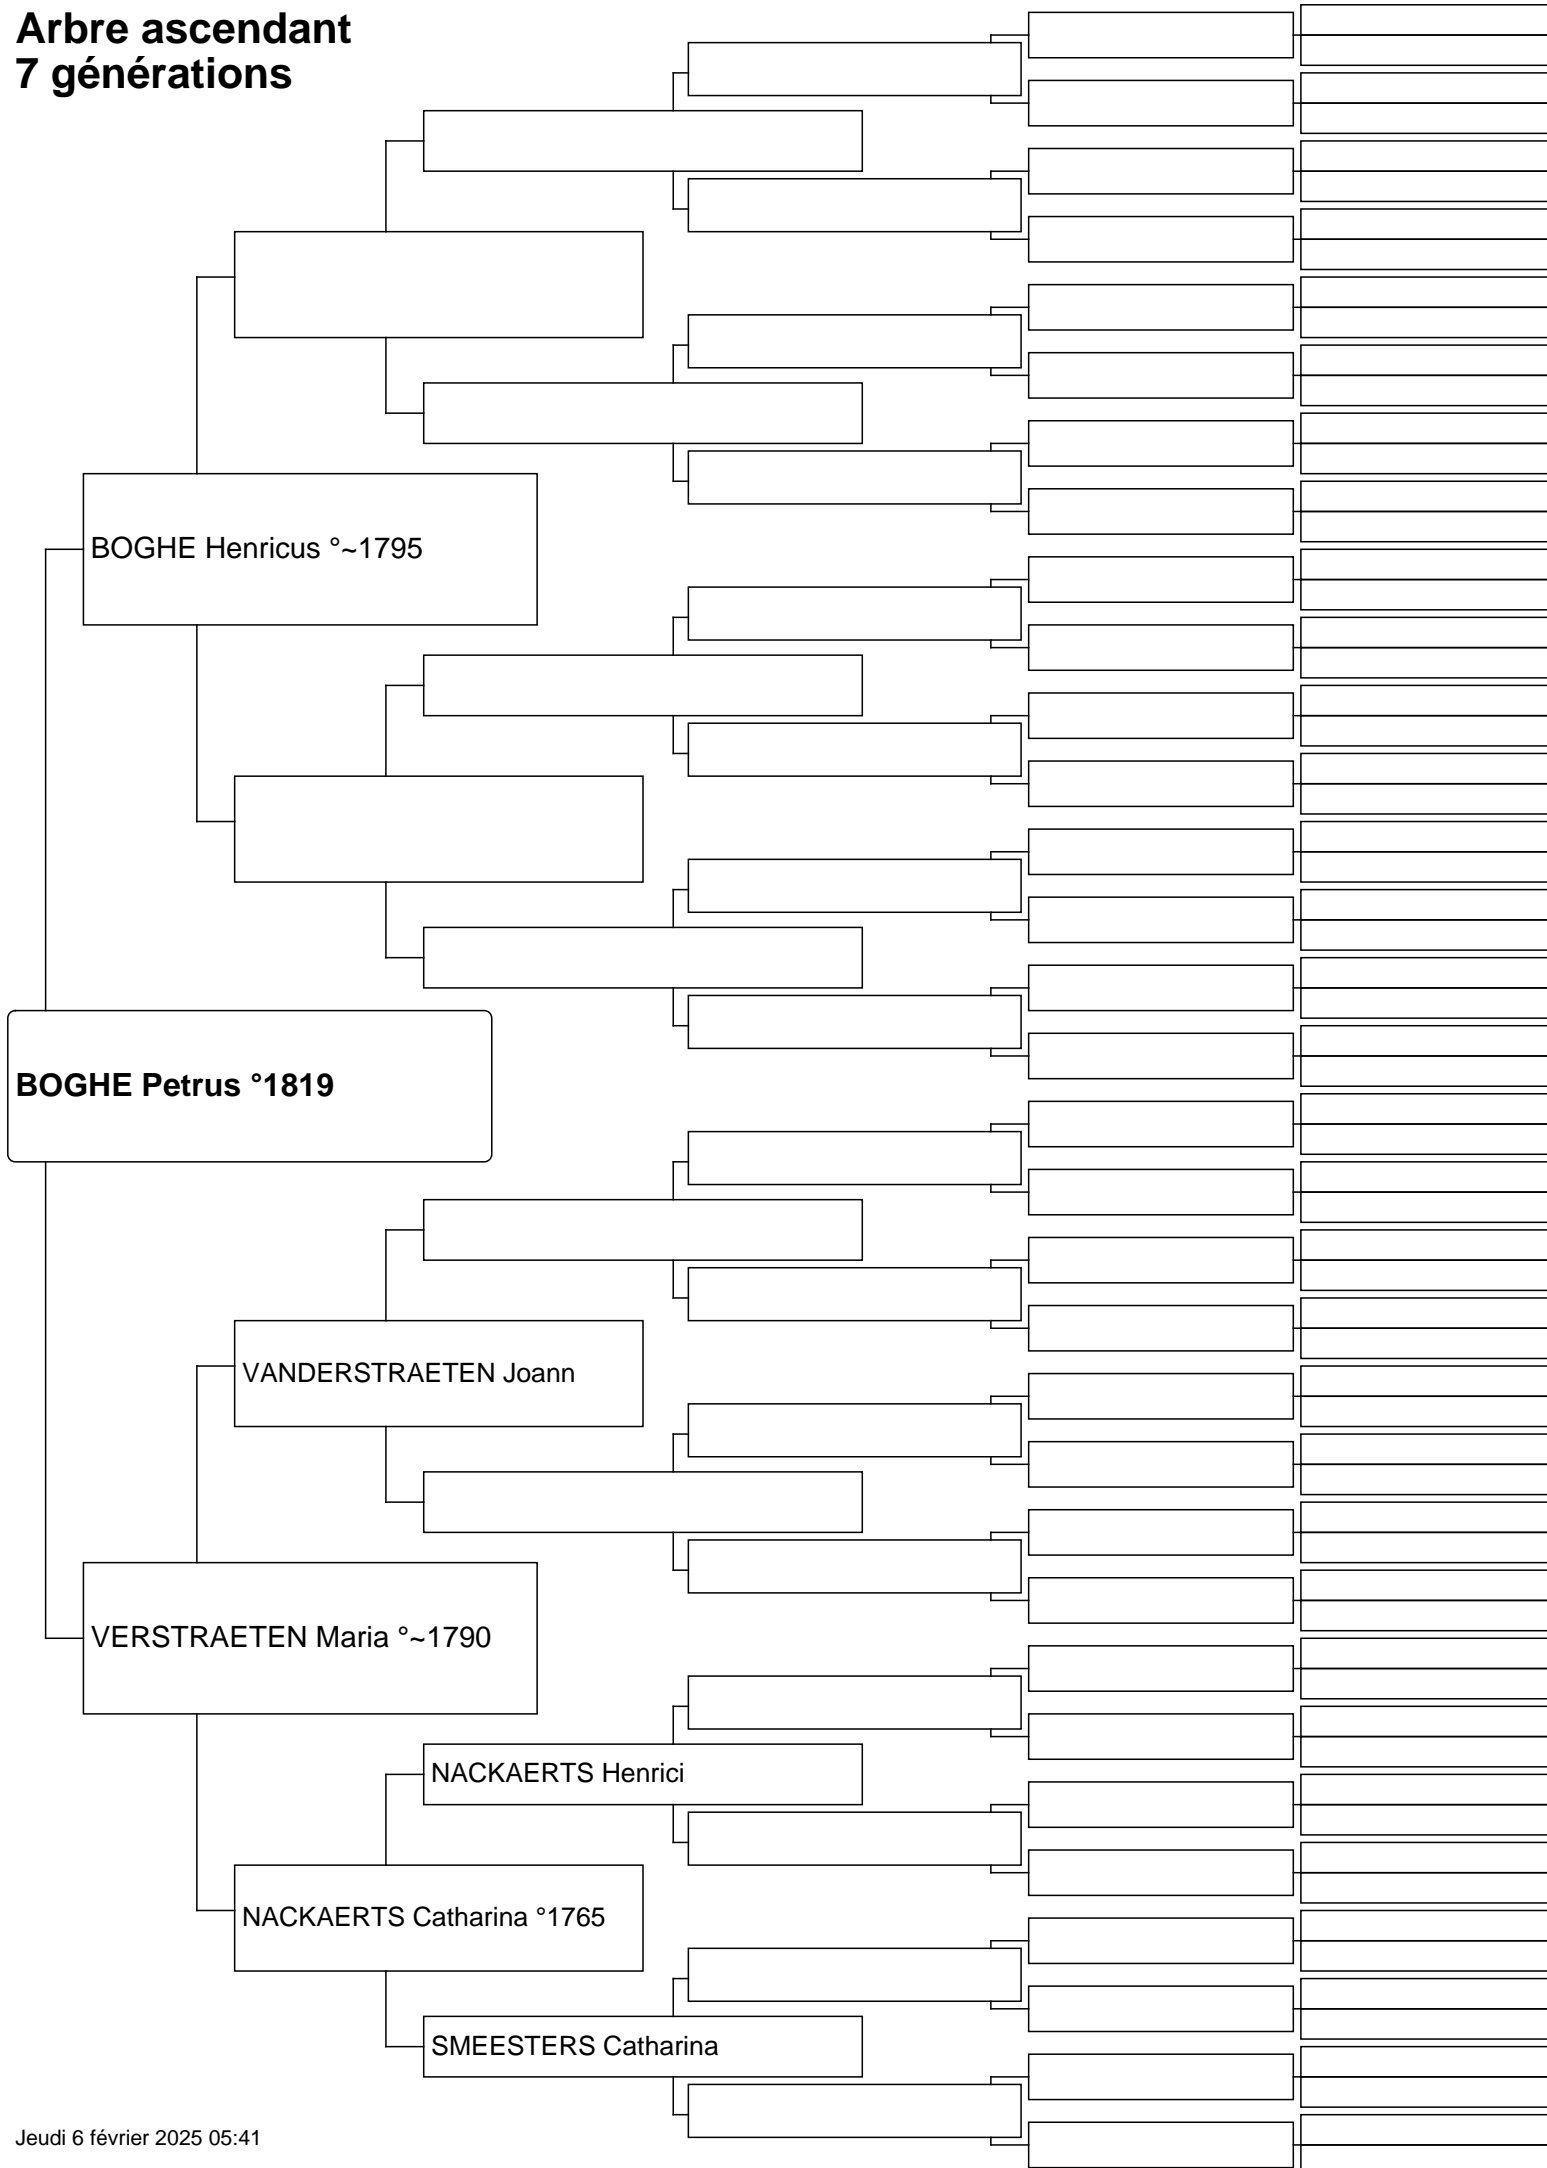 Arbre ascendant
7 générations
BOGHE Henricus °~1795
BOGHE Petrus °1819
VANDERSTRAETEN Joann
VERSTRAETEN Maria °~1790
NACKAERTS Henrici
NACKAERTS Catharina °1765
SMEESTERS Catharina
Jeudi 6 février 2025 05:41